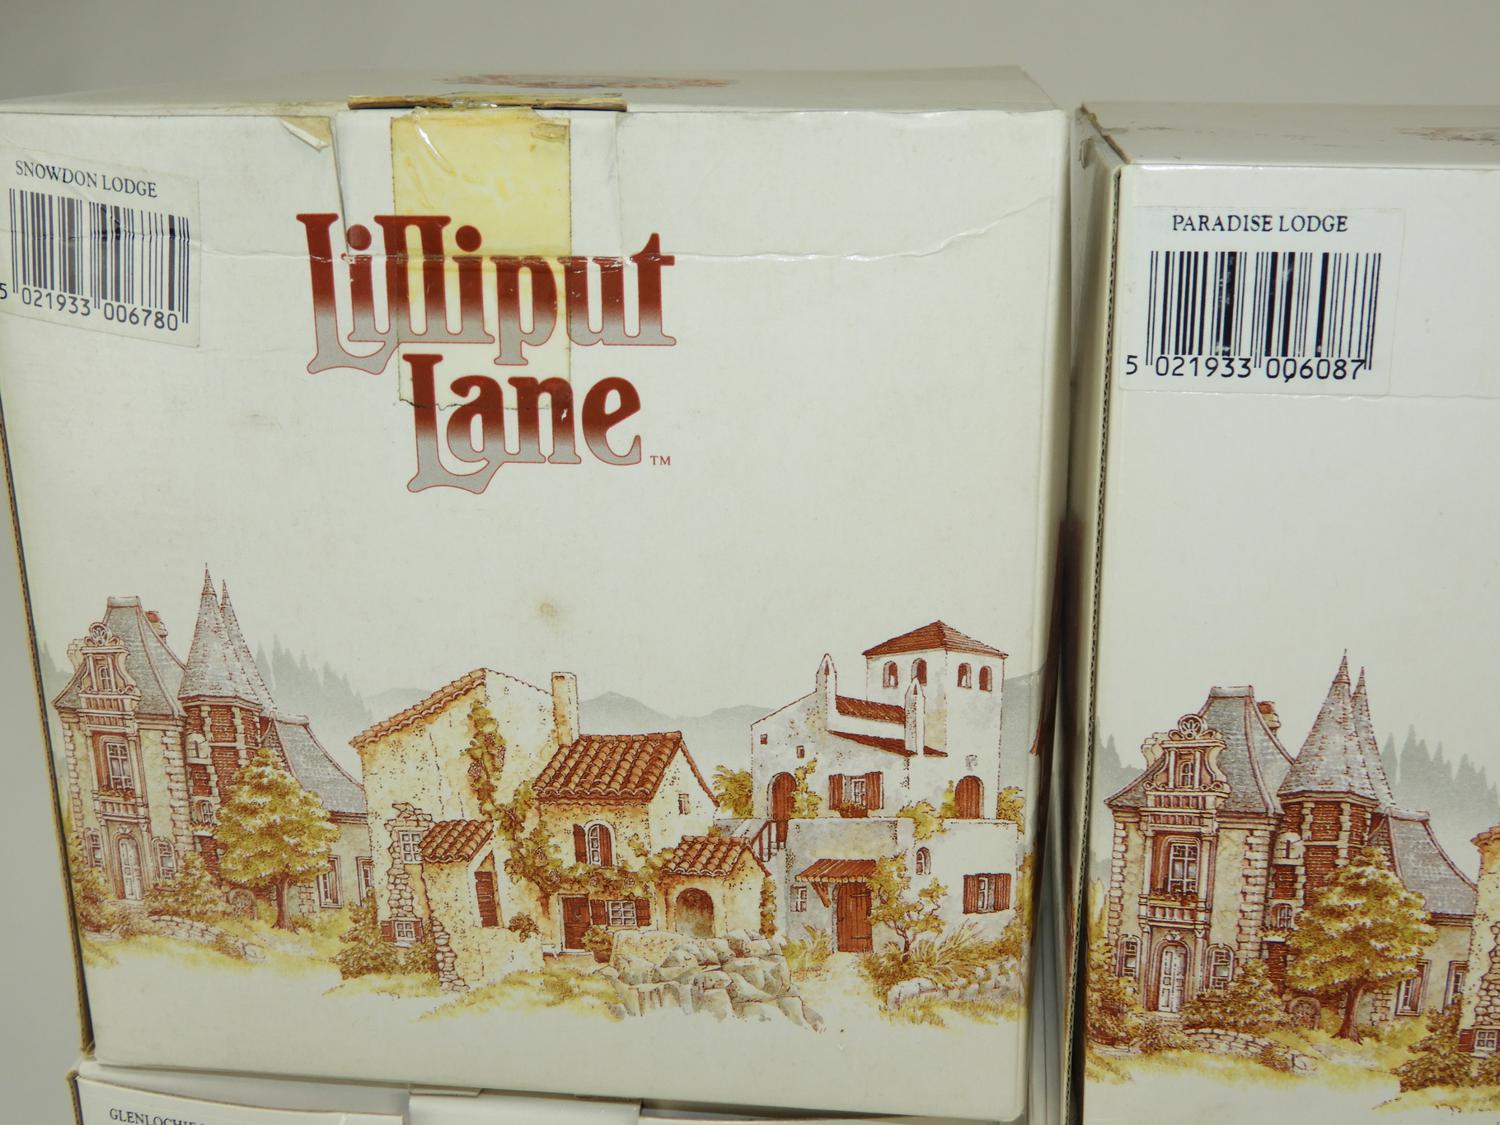 SNOWDON LODGE
5 021933 006780
Lilliput
Lane
TM
PARADISE LODGE
5 021933 006087